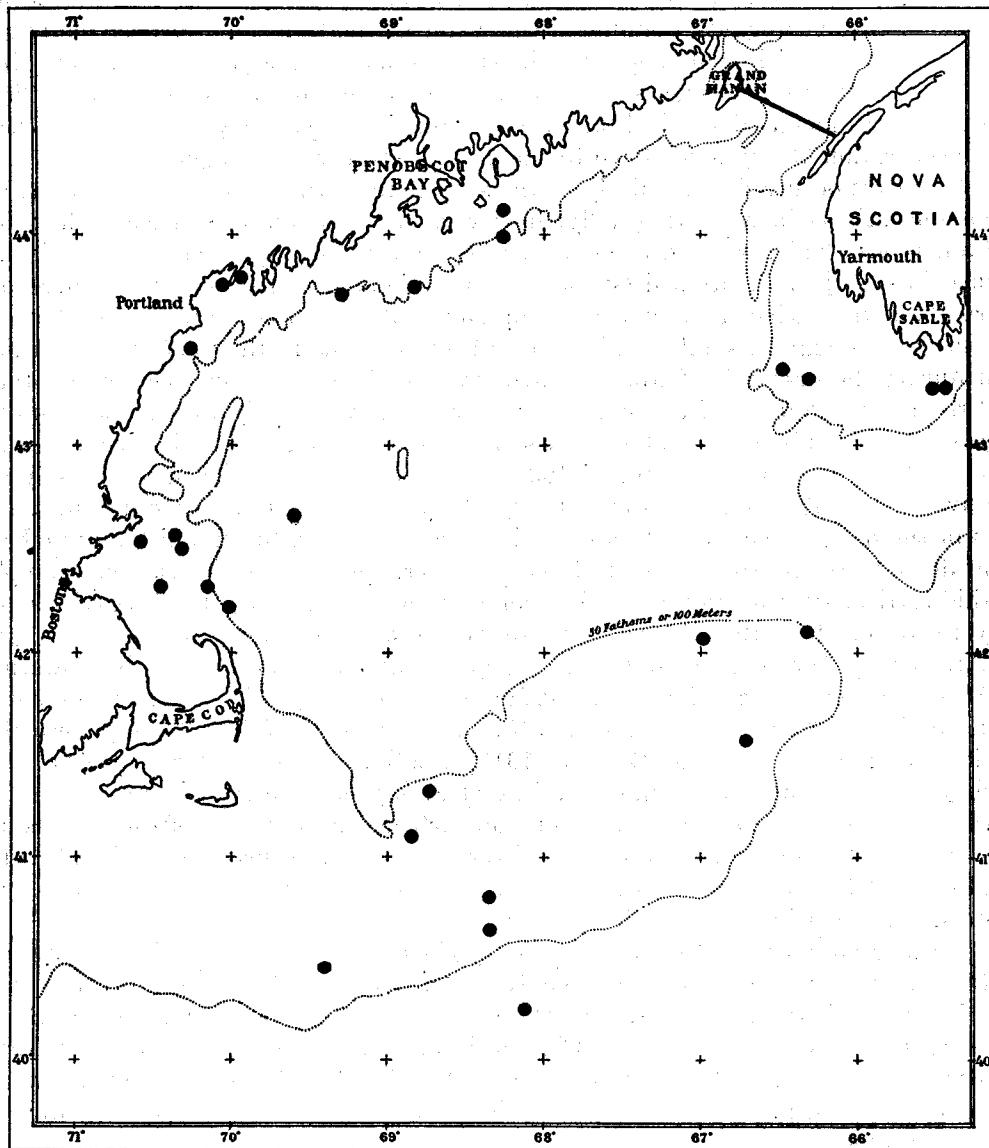 71° 70° 69° 68° 67° 66°
GRAND
MANAN
PENOBSCOT
BAY
NOVA
SCOTIA
44° 44°
Yarmouth
Portland
CAPE
SABLE
43° 43°
Boston
50 Fathoms or 100 Meters
42° 42°
CAPE COD
41° 41°
40° 40°
71° 70° 69° 68° 67° 66°